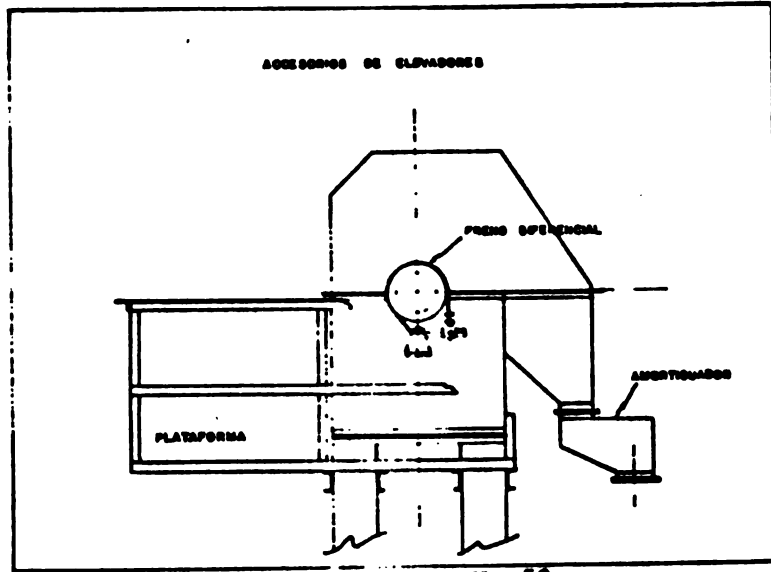 ACCESORIOS DE ELEVADORES
FRENO DIFERENCIAL
AMORTIGUADOR
PLATAFORMA